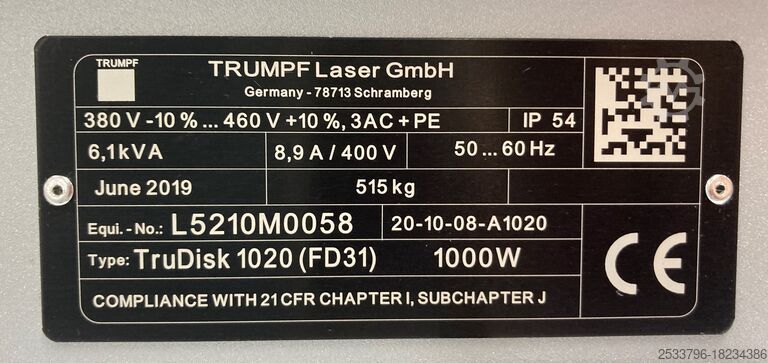 TRUMPF
TRUMPF Laser GmbH
Germany - 78713 Schramberg
380 V -10 % ... 460 V +10 %, 3AC + PE IP 54
6,1kVA 8,9 A / 400 V 50 ... 60 Hz
June 2019 515 kg
Equi. - No.: L5210M0058 20-10-08-A1020
Type: TruDisk 1020 (FD31) 1000W
CE
COMPLIANCE WITH 21 CFR CHAPTER I, SUBCHAPTER J
2533796-18234386